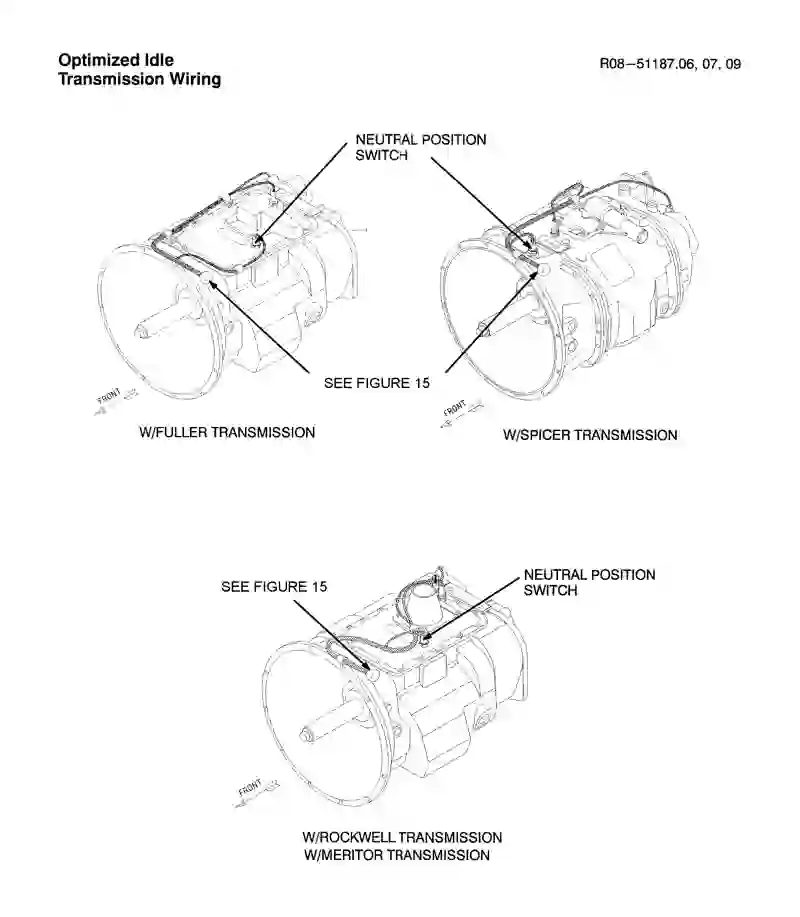 Optimized Idle
Transmission Wiring
R08–51187.06, 07, 09
NEUTRAL POSITION
SWITCH
SEE FIGURE 15
FRONT
FRONT
W/FULLER TRANSMISSION
W/SPICER TRANSMISSION
SEE FIGURE 15
NEUTRAL POSITION
SWITCH
FRONT
W/ROCKWELL TRANSMISSION
W/MERITOR TRANSMISSION